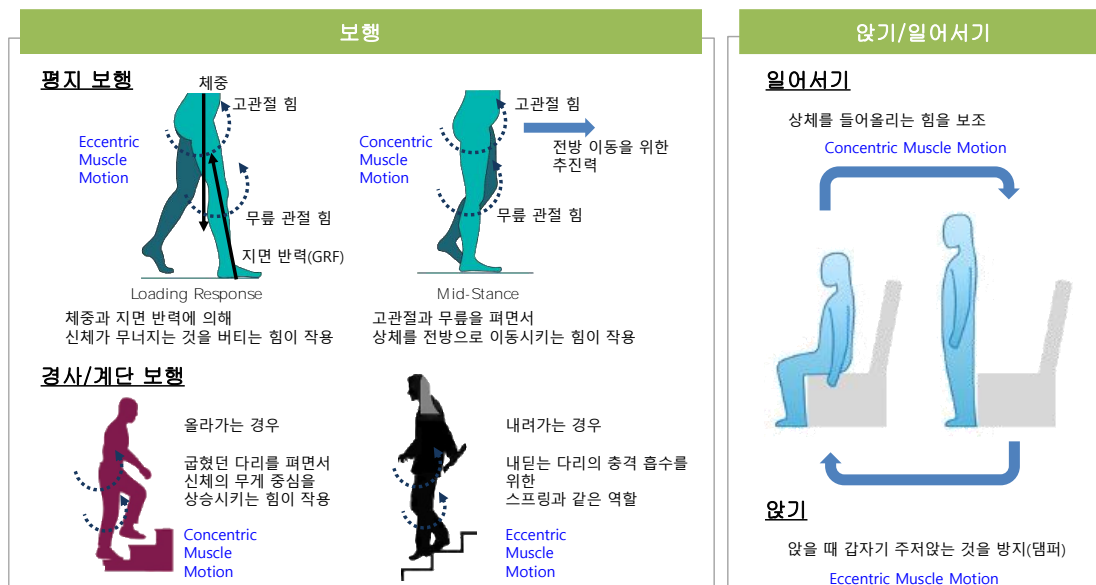 보행
평지 보행
체중
고관절 힘
Eccentric
Muscle
Motion
무릎 관절 힘
지면 반력(GRF)
Loading Response
체중과 지면 반력에 의해
신체가 무너지는 것을 버티는 힘이 작용
고관절 힘
Concentric
Muscle
Motion
전방 이동을 위한
추진력
무릎 관절 힘
Mid-Stance
고관절과 무릎을 펴면서
상체를 전방으로 이동시키는 힘이 작용
경사/계단 보행
올라가는 경우
굽혔던 다리를 펴면서
신체의 무게 중심을
상승시키는 힘이 작용
Concentric
Muscle
Motion
내려가는 경우
내딛는 다리의 충격 흡수를
위한
스프링과 같은 역할
Eccentric
Muscle
Motion
앉기/일어서기
일어서기
상체를 들어올리는 힘을 보조
Concentric Muscle Motion
앉기
앉을 때 갑자기 주저앉는 것을 방지(댐퍼)
Eccentric Muscle Motion